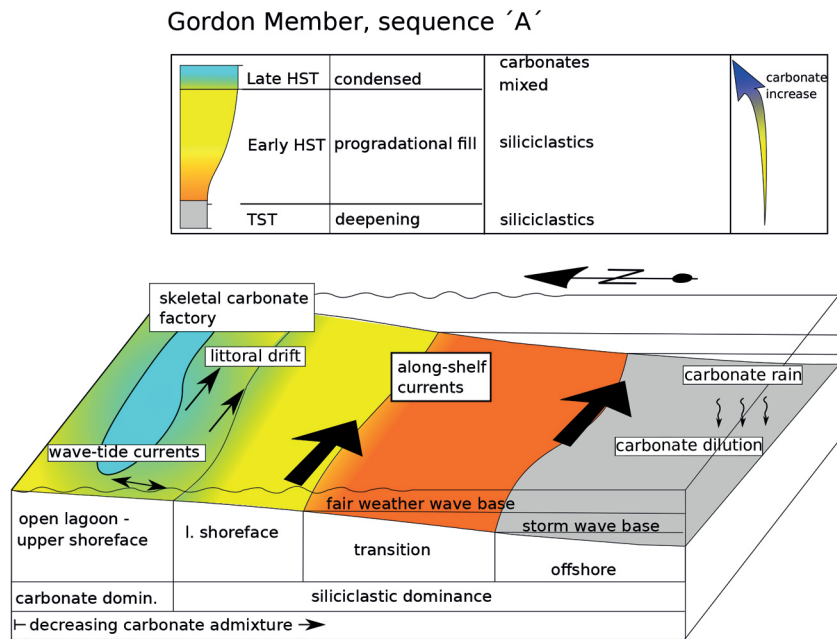 Gordon Member, sequence ´A´
Late HST
condensed
carbonates
mixed
carbonate
increase
Early HST
progradational fill
siliciclastics
TST
deepening
siliciclastics
N
skeletal carbonate
factory
littoral drift
along-shelf
currents
carbonate rain
wave-tide currents
carbonate dilution
fair weather wave base
storm wave base
open lagoon -
upper shoreface
l. shoreface
transition
offshore
carbonate domin.
siliciclastic dominance
decreasing carbonate admixture